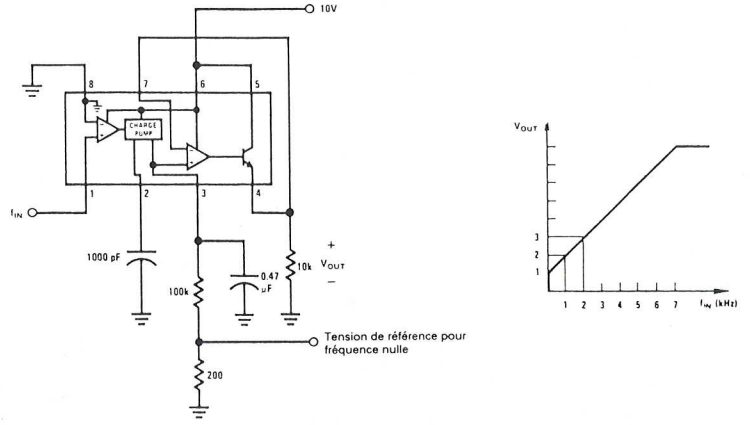 10V
8
7
6
5
CHARGE
PUMP
1
2
3
4
fIN
1000 pF
100k
0.47
µF
10k
+
VOUT
−
Tension de référence pour
fréquence nulle
200
VOUT
3
2
1
1 2 3 4 5 6 7 fIN (kHz)